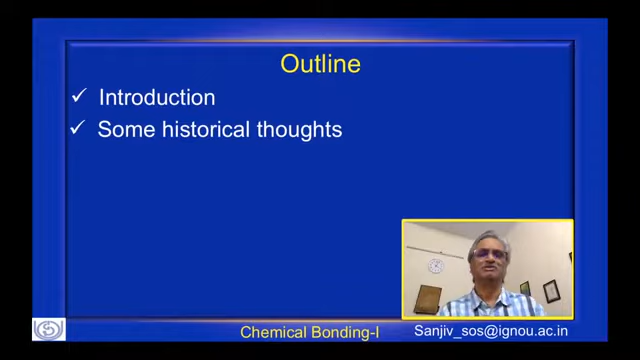 Outline
✓ Introduction
✓ Some historical thoughts
Chemical Bonding-I
Sanjiv_sos@ignou.ac.in